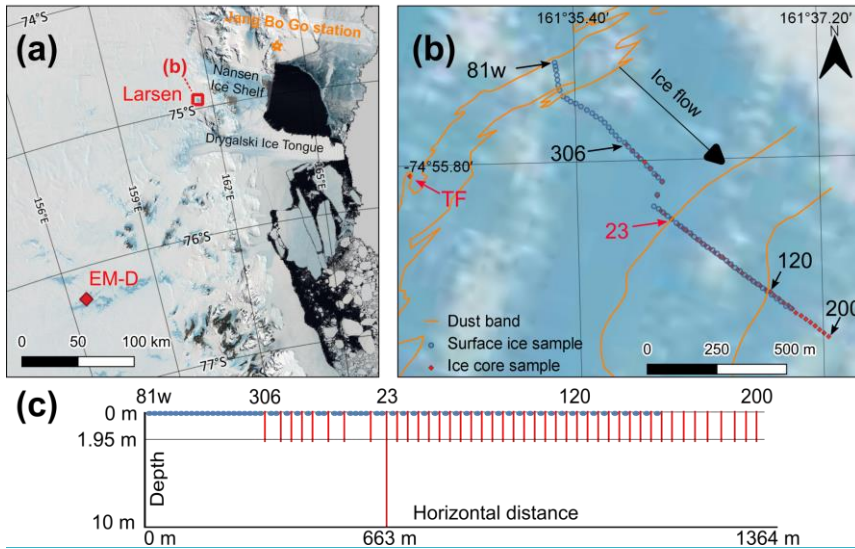 (a)
74°S
Jang Bo Go station
(b)
Nansen
Ice Shelf
Larsen
75°S
Drygalski Ice Tongue
156°E
159°E
162°E
165°E
76°S
EM-D
0 50 100 km
77°S
(b)
161°35.40'
161°37.20'
N
81w
Ice flow
306
-74°55.80'
TF
23
120
200
Dust band
Surface ice sample
Ice core sample
0 250 500 m
(c)
81w 306 23 120 200
0 m
1.95 m
Depth
10 m
Horizontal distance
0 m 663 m 1364 m